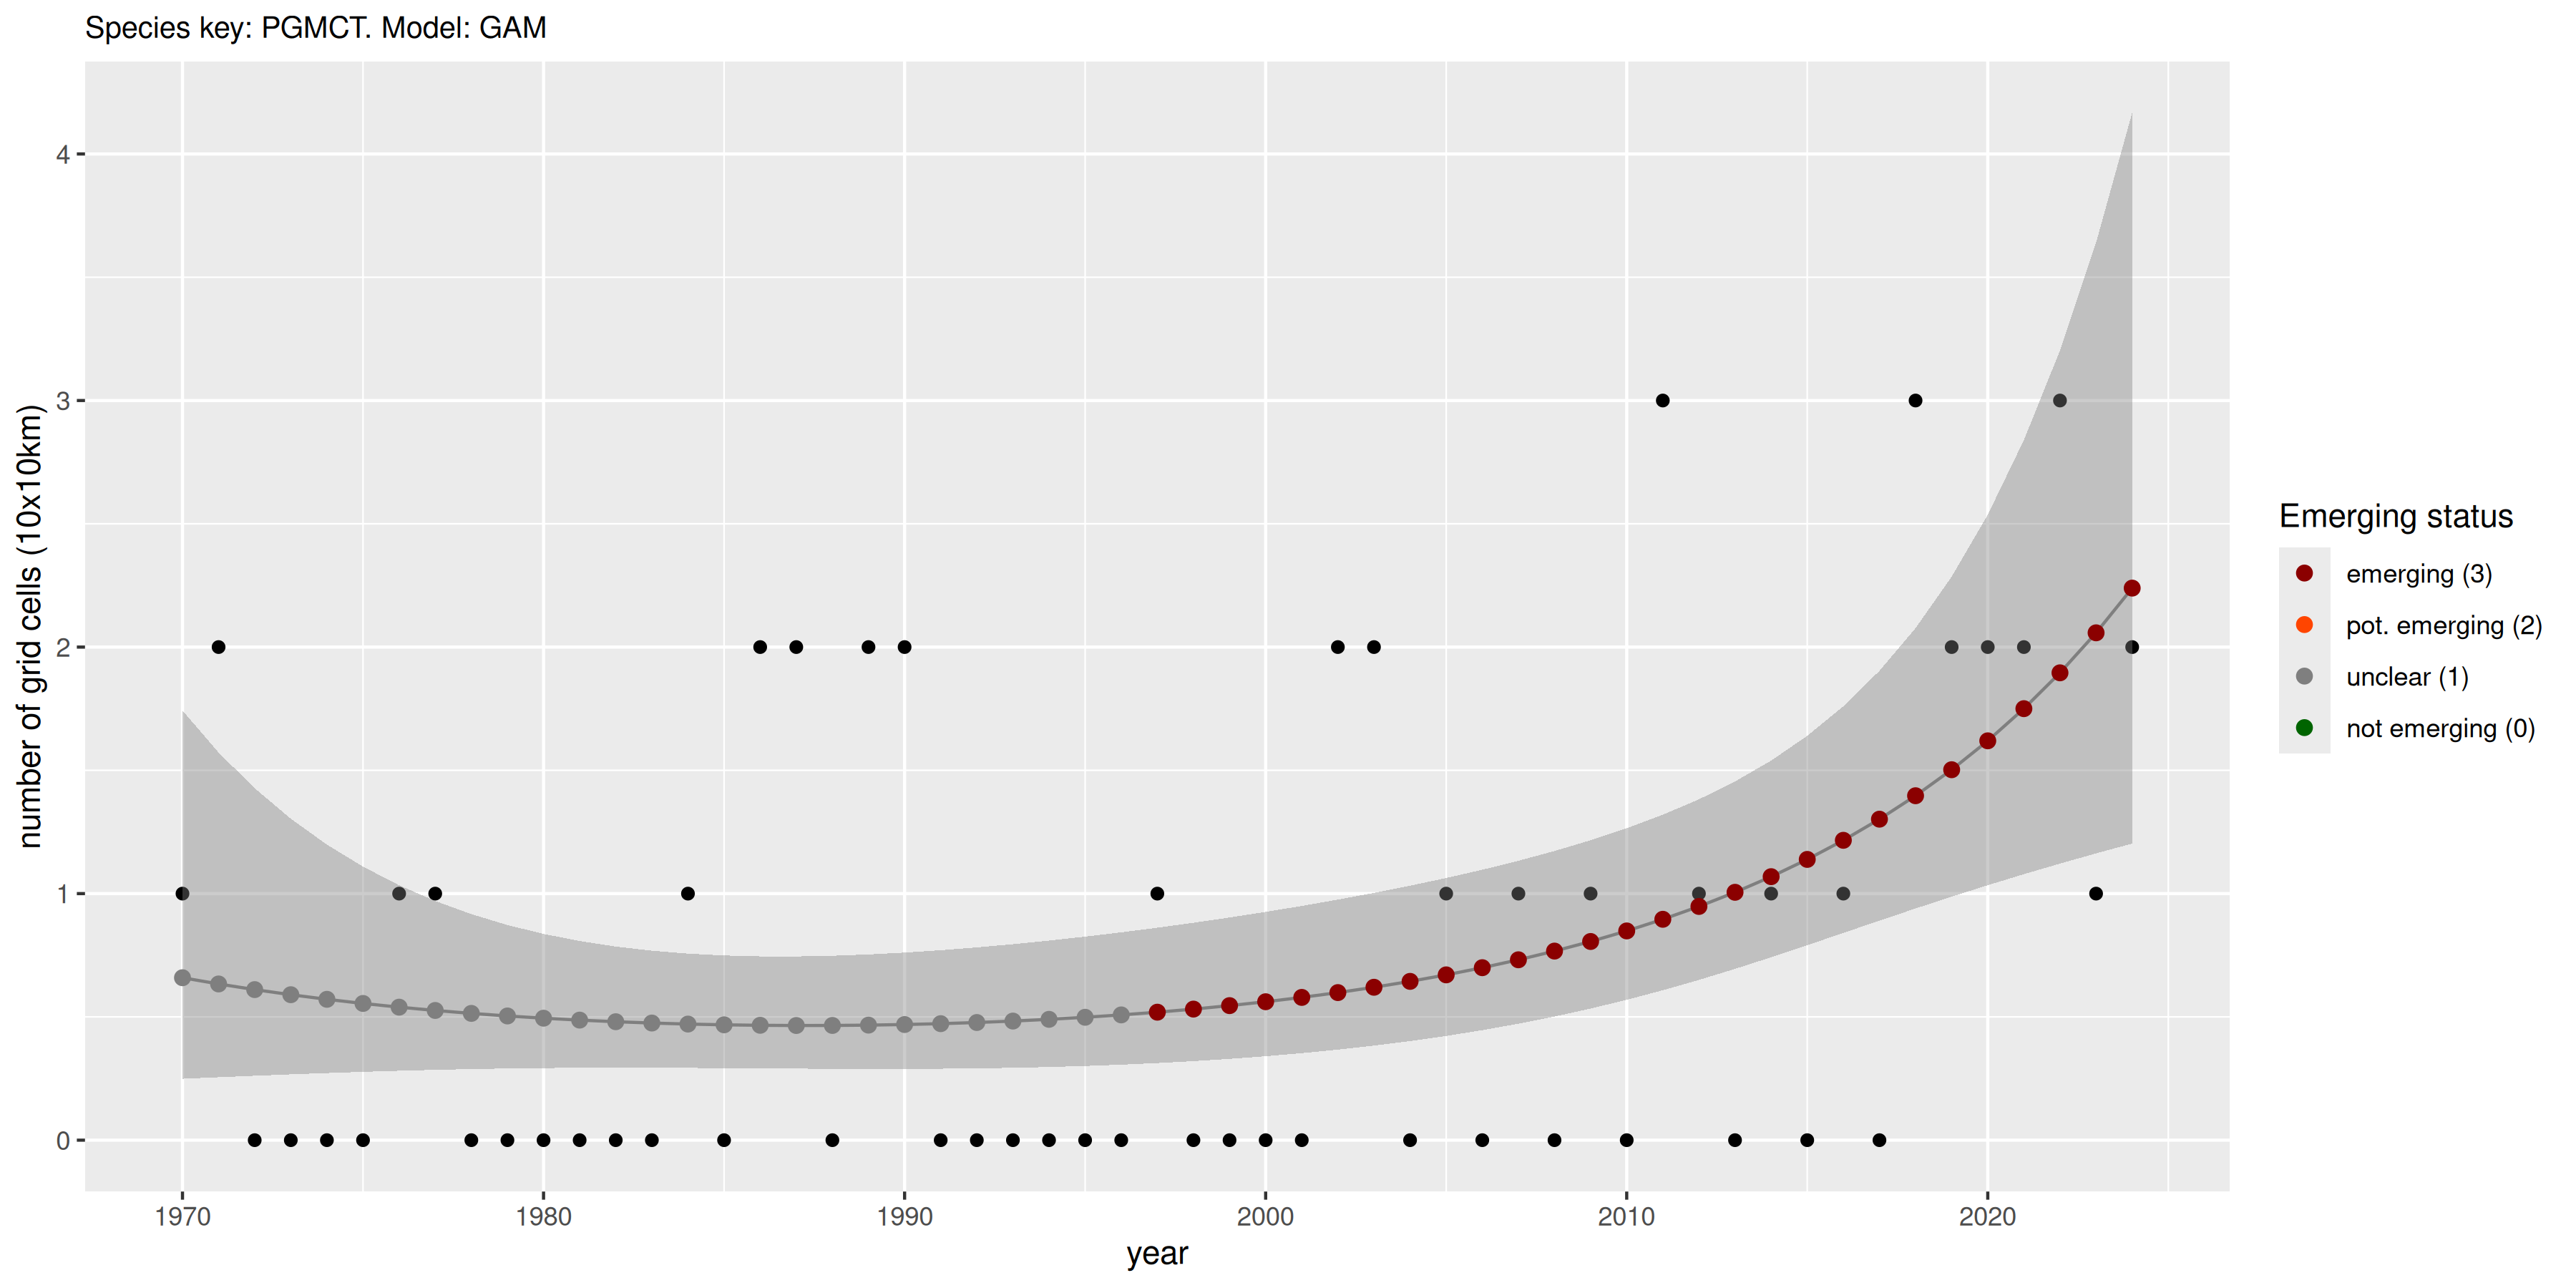 Species key: PGMCT. Model: GAM
number of grid cells (10x10km)
4
3
2
1
0
1970 1980 1990 2000 2010 2020
year
Emerging status
emerging (3)
pot. emerging (2)
unclear (1)
not emerging (0)